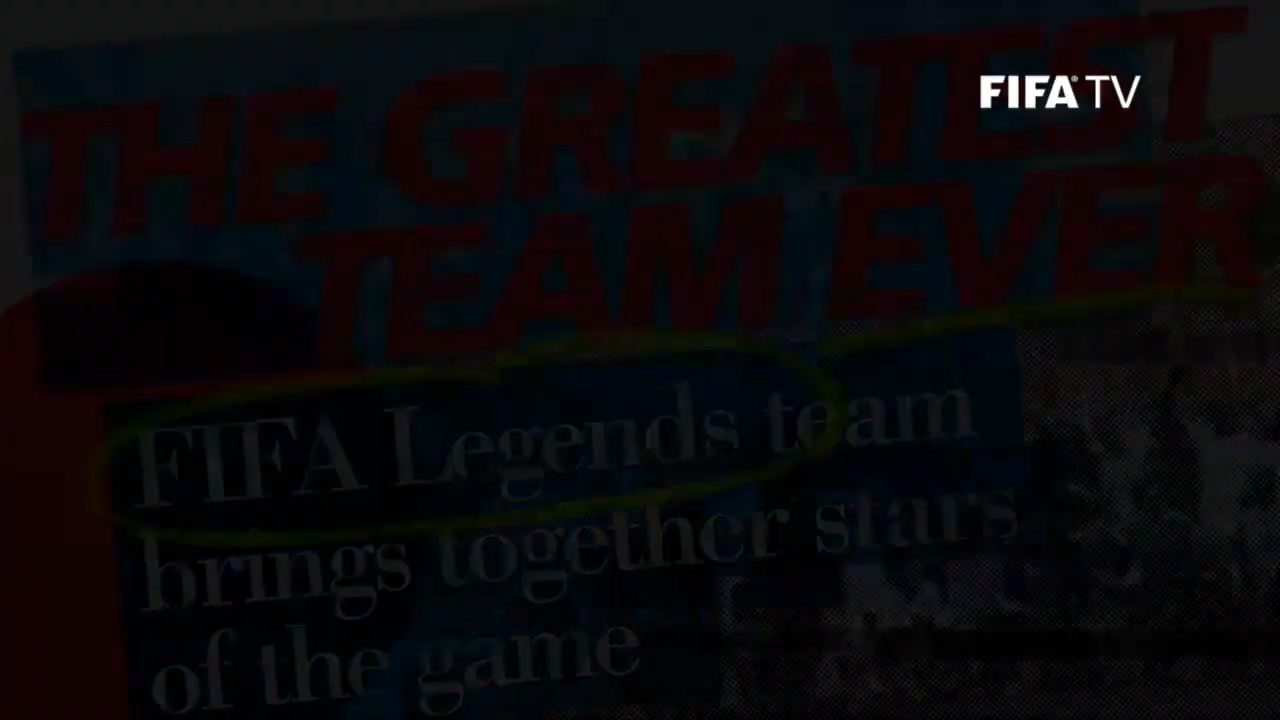 FIFA TV
THE GREATEST
TEAM EVER
FIFA Legends team
brings together stars
of the game